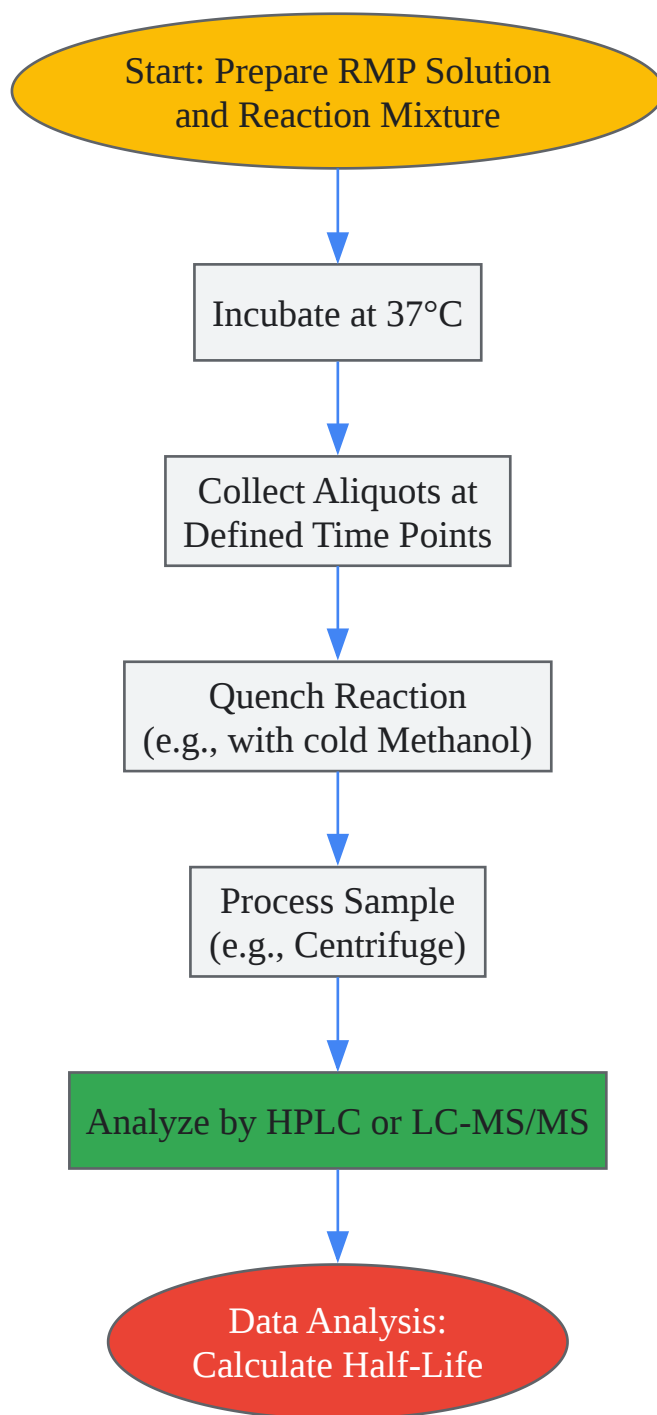 Start: Prepare RMP Solution
and Reaction Mixture
Incubate at 37°C
Collect Aliquots at
Defined Time Points
Quench Reaction
(e.g., with cold Methanol)
Process Sample
(e.g., Centrifuge)
Analyze by HPLC or LC-MS/MS
Data Analysis:
Calculate Half-Life